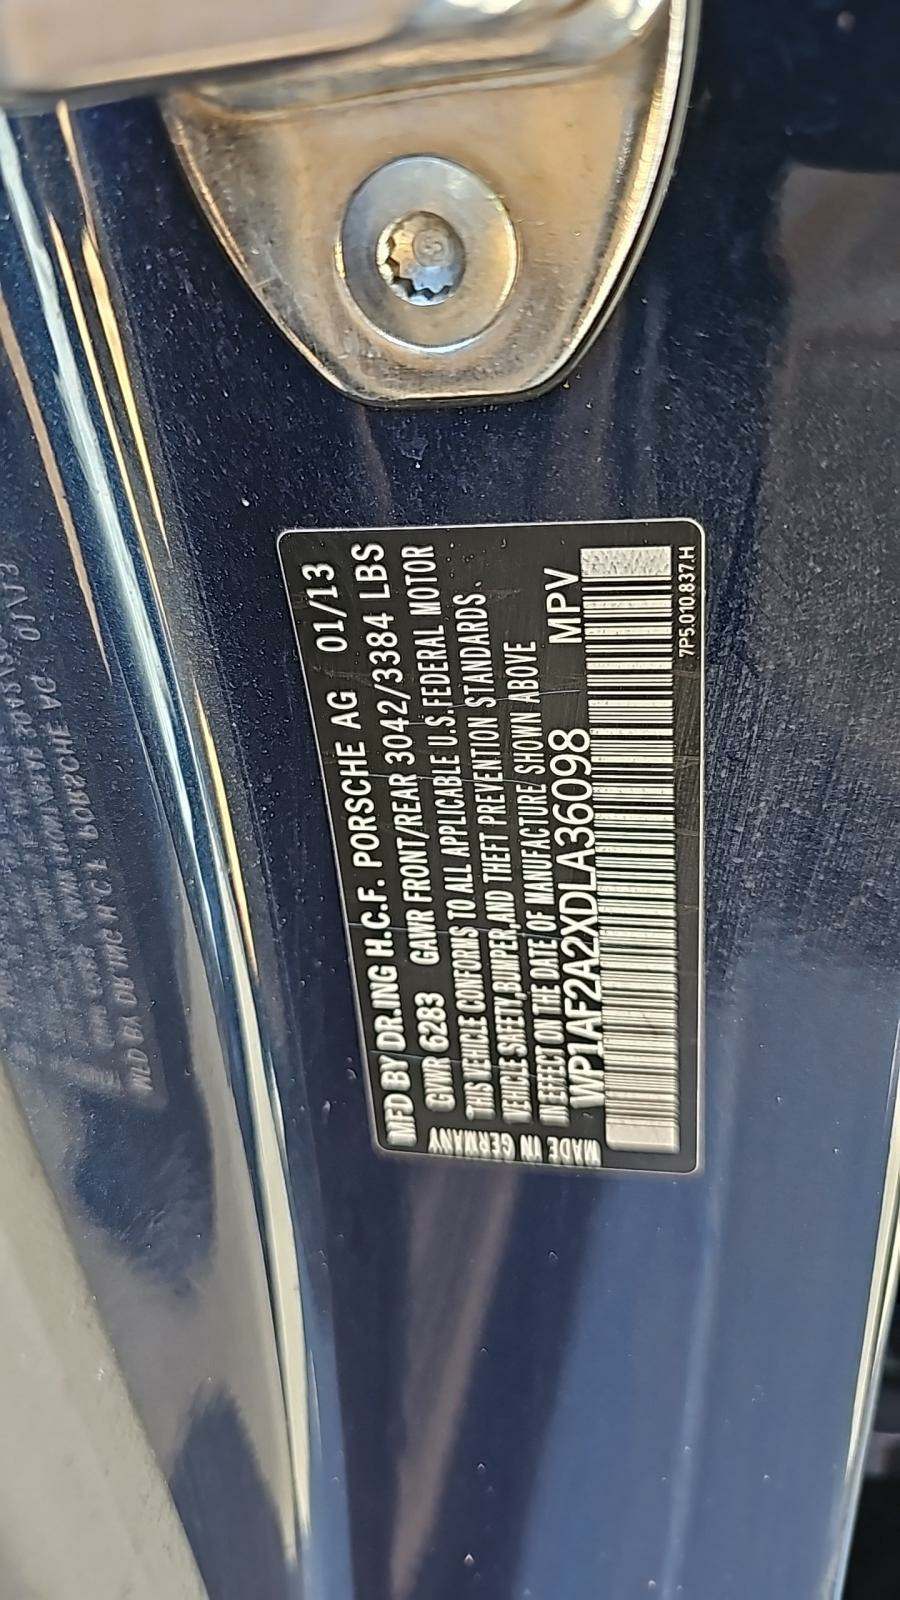 MFD BY DR.ING H.C.F. PORSCHE AG 01/13
GVWR 6283 GAWR FRONT/REAR 3042/3384 LBS
THIS VEHICLE CONFORMS TO ALL APPLICABLE U.S. FEDERAL MOTOR
VEHICLE SAFETY, BUMPER, AND THEFT PREVENTION STANDARDS
IN EFFECT ON THE DATE OF MANUFACTURE SHOWN ABOVE
WP1AF2A2XDLA36098 MPV
7P5.010.837.H
MADE IN GERMANY